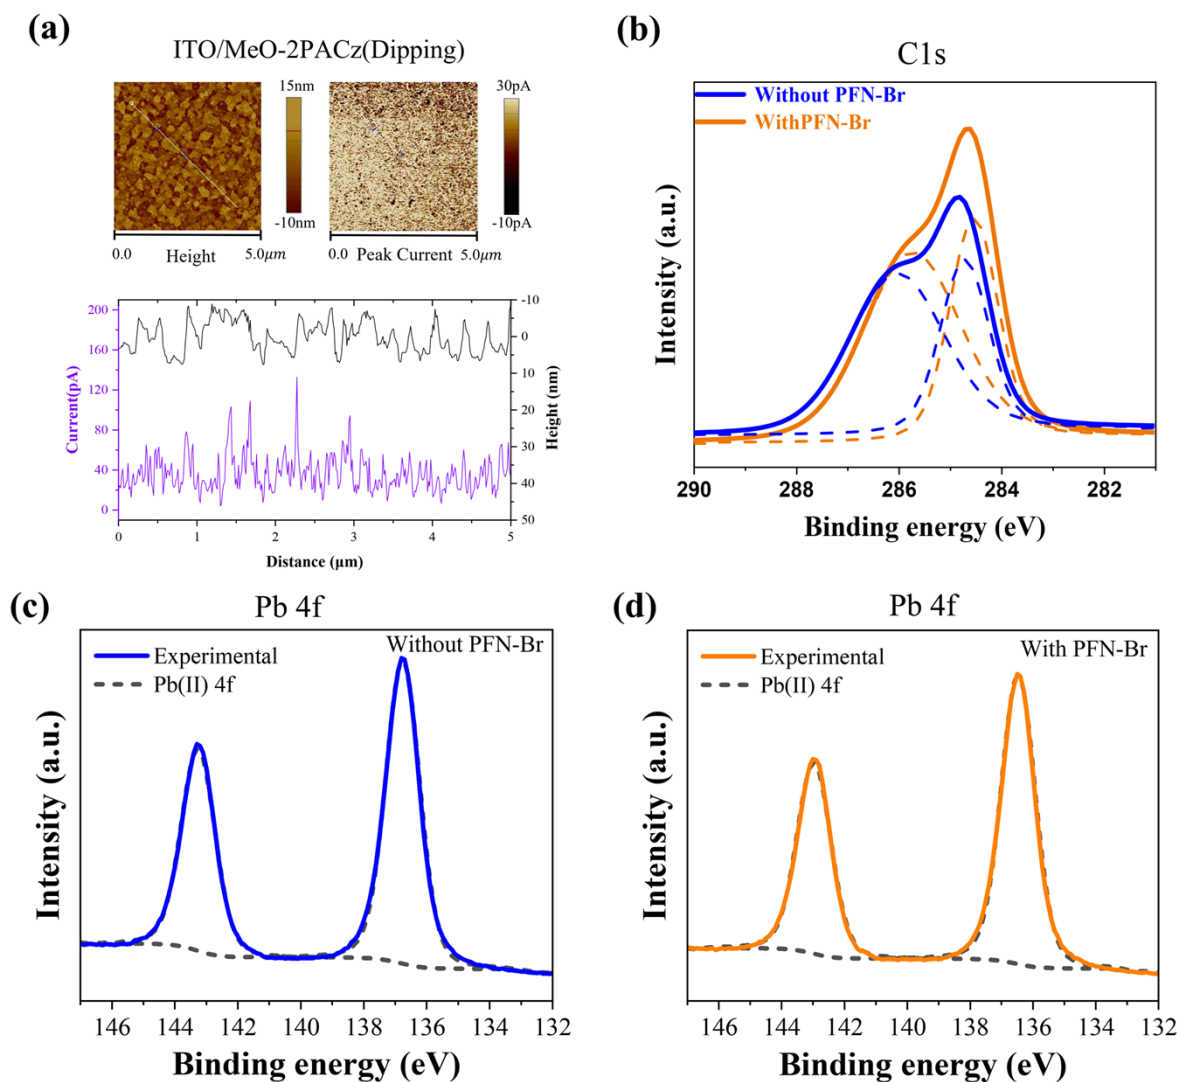 (a)
ITO/MeO-2PACz(Dipping)
15nm
-10nm
30pA
-10pA
0.0 Height 5.0μm
0.0 Peak Current 5.0μm
Current(pA)
200
160
120
80
40
0
-10
0
10
20
30
40
50
Height (nm)
0 1 2 3 4 5
Distance (μm)
(b)
C1s
Without PFN-Br
WithPFN-Br
Intensity (a.u.)
290 288 286 284 282
Binding energy (eV)
(c)
Pb 4f
Experimental
Pb(II) 4f
Without PFN-Br
Intensity (a.u.)
146 144 142 140 138 136 134 132
Binding energy (eV)
(d)
Pb 4f
Experimental
Pb(II) 4f
With PFN-Br
Intensity (a.u.)
146 144 142 140 138 136 134 132
Binding energy (eV)